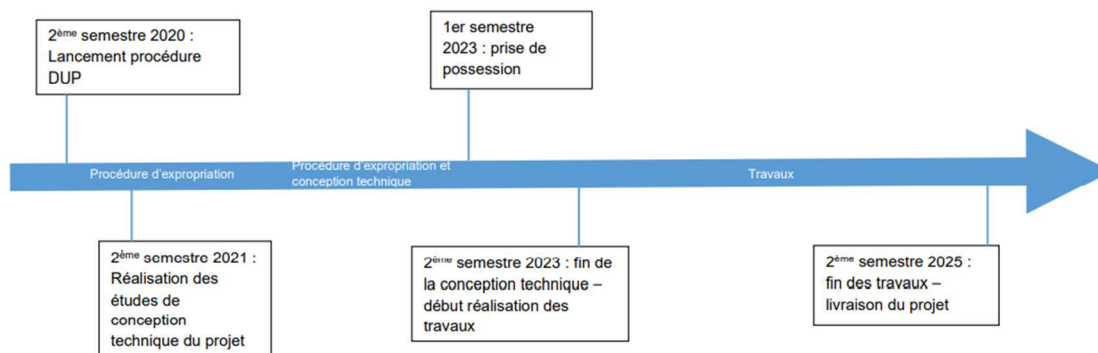 2ème semestre 2020 :
Lancement procédure
DUP
1er semestre
2023 : prise de
possession
Procédure d'expropriation
Procédure d'expropriation et
conception technique
Travaux
2ème semestre 2021 :
Réalisation des
études de
conception
technique du projet
2ème semestre 2023 : fin de
la conception technique –
début réalisation des
travaux
2ème semestre 2025 :
fin des travaux –
livraison du projet